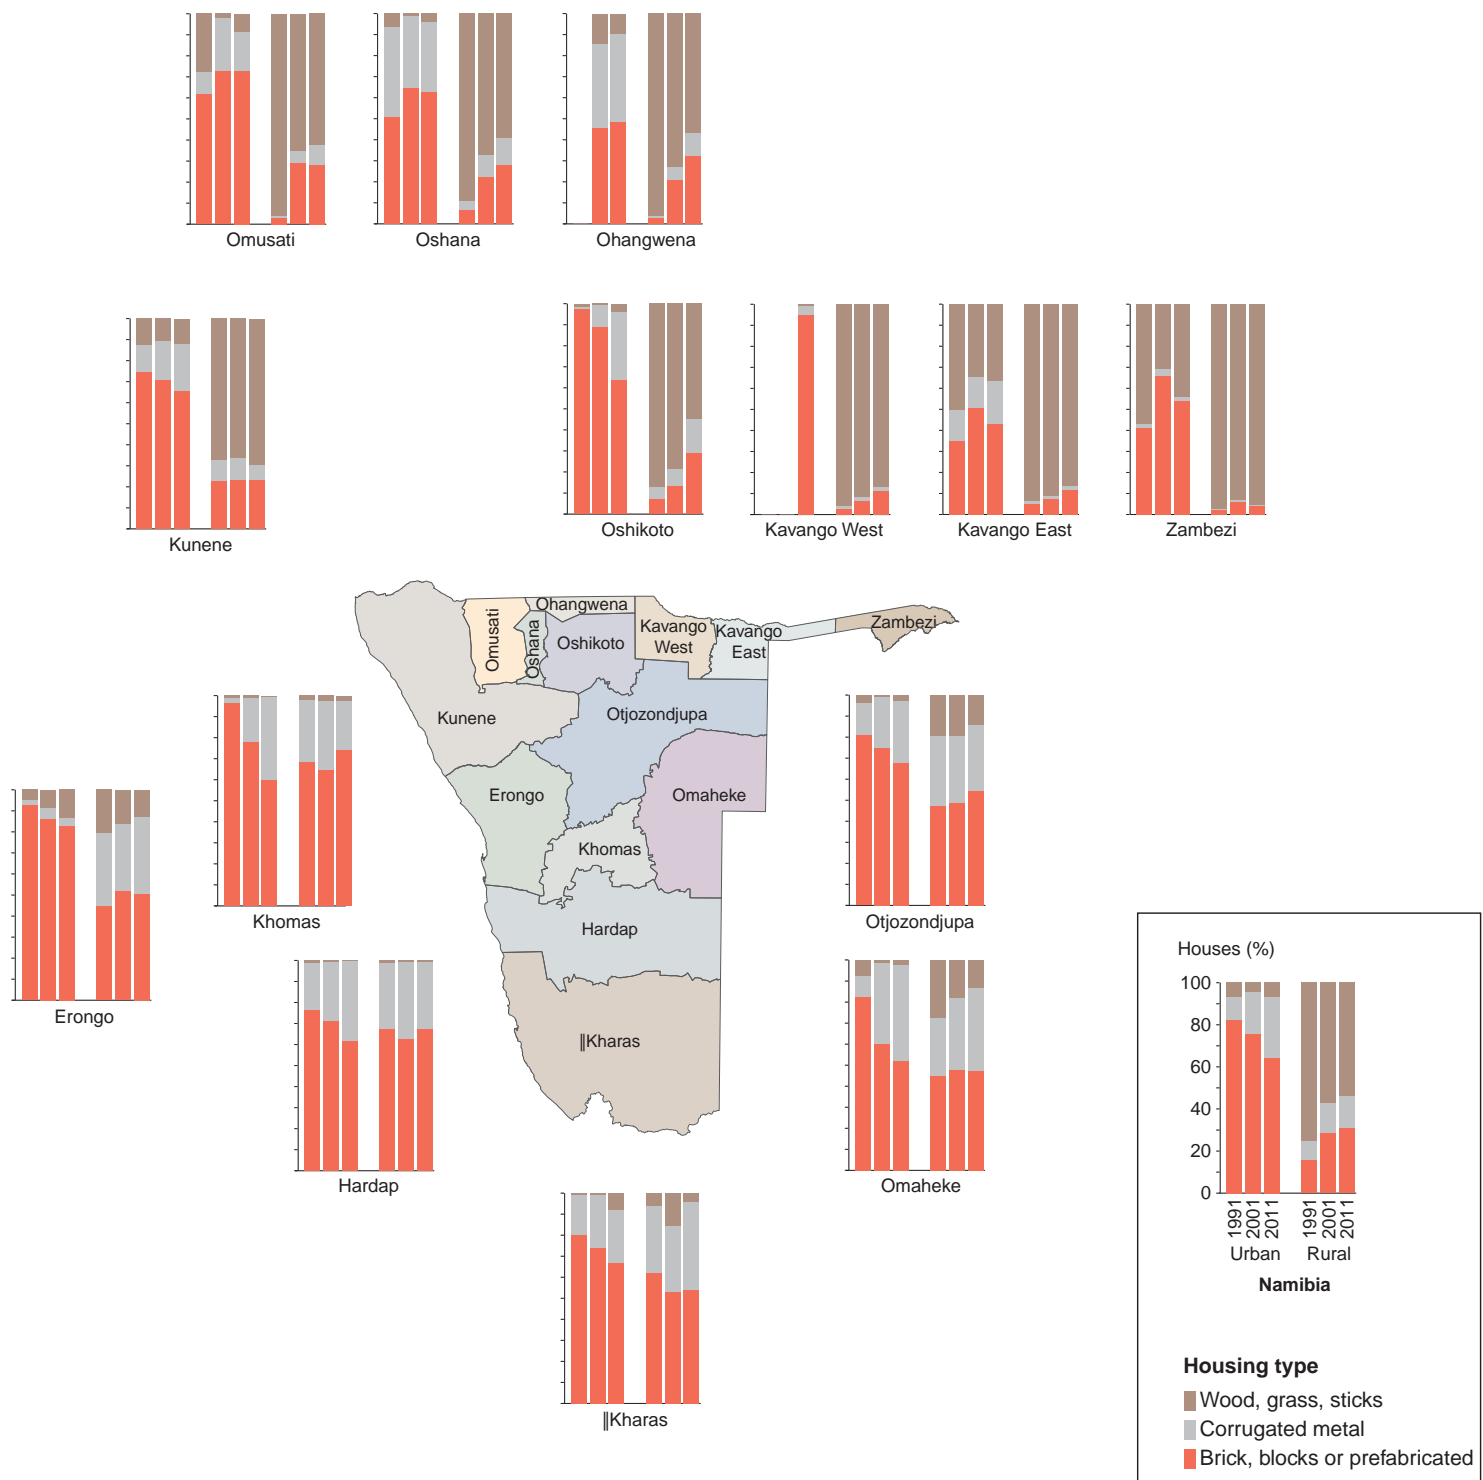 Omusati
Oshana
Ohangwena
Kunene
Oshikoto
Kavango West
Kavango East
Zambezi
Ohangwena
Omusati
Oshana
Oshikoto
Kavango
West
Kavango
East
Zambezi
Kunene
Otjozondjupa
Erongo
Omaheke
Khomas
Hardap
ǁKharas
Khomas
Otjozondjupa
Erongo
Hardap
Omaheke
ǁKharas
Houses (%)
100
80
60
40
20
0
1991
2001
2011
1991
2001
2011
Urban
Rural
Namibia
Housing type
Wood, grass, sticks
Corrugated metal
Brick, blocks or prefabricated